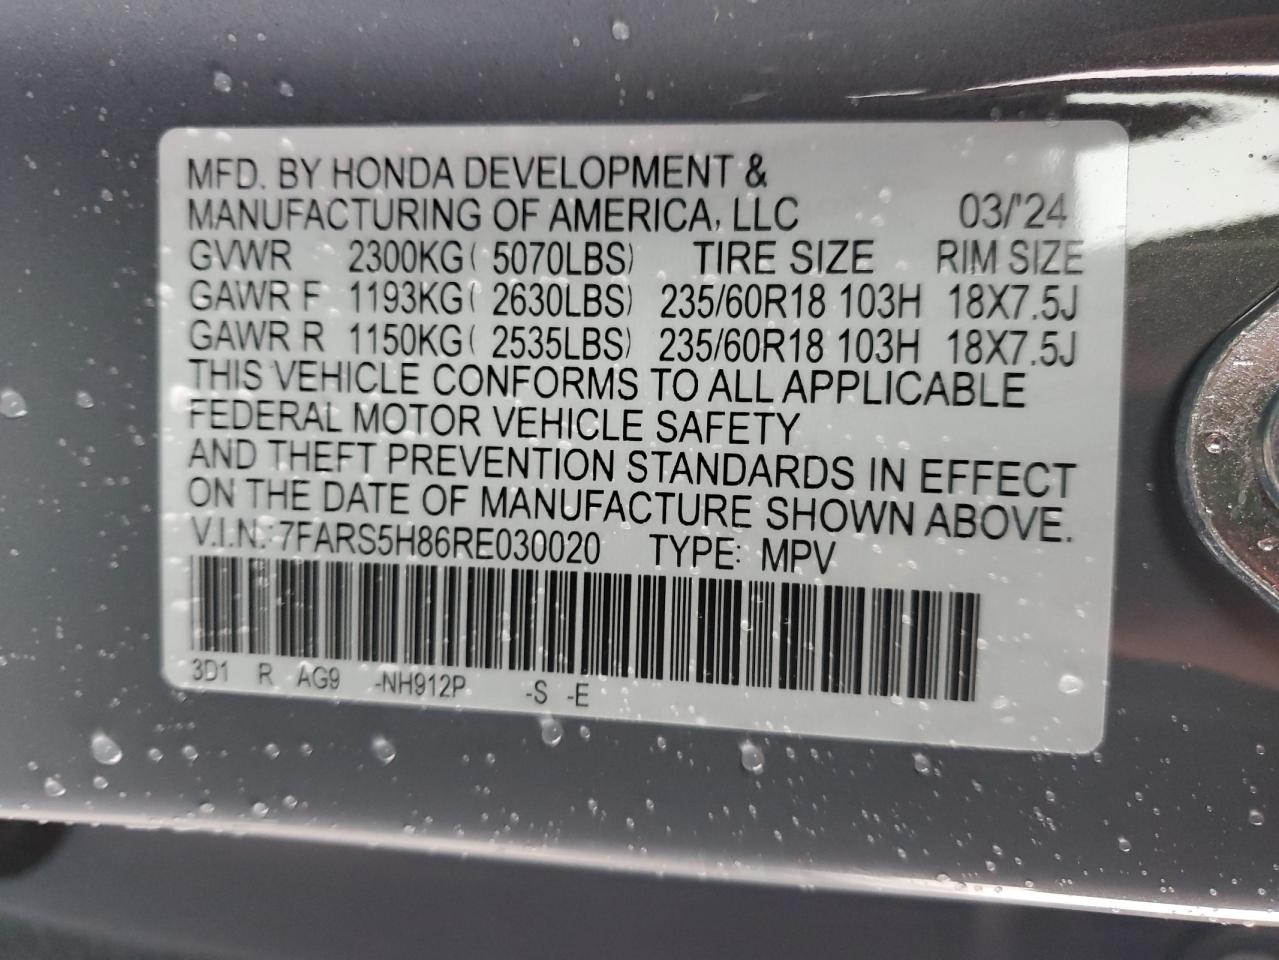 MFD. BY HONDA DEVELOPMENT &
MANUFACTURING OF AMERICA, LLC 03/'24
GVWR 2300KG( 5070LBS) TIRE SIZE RIM SIZE
GAWR F 1193KG( 2630LBS) 235/60R18 103H 18X7.5J
GAWR R 1150KG( 2535LBS) 235/60R18 103H 18X7.5J
THIS VEHICLE CONFORMS TO ALL APPLICABLE
FEDERAL MOTOR VEHICLE SAFETY
AND THEFT PREVENTION STANDARDS IN EFFECT
ON THE DATE OF MANUFACTURE SHOWN ABOVE.
V.I.N.: 7FARS5H86RE030020 TYPE: MPV
3D1 R AG9 -NH912P -S -E